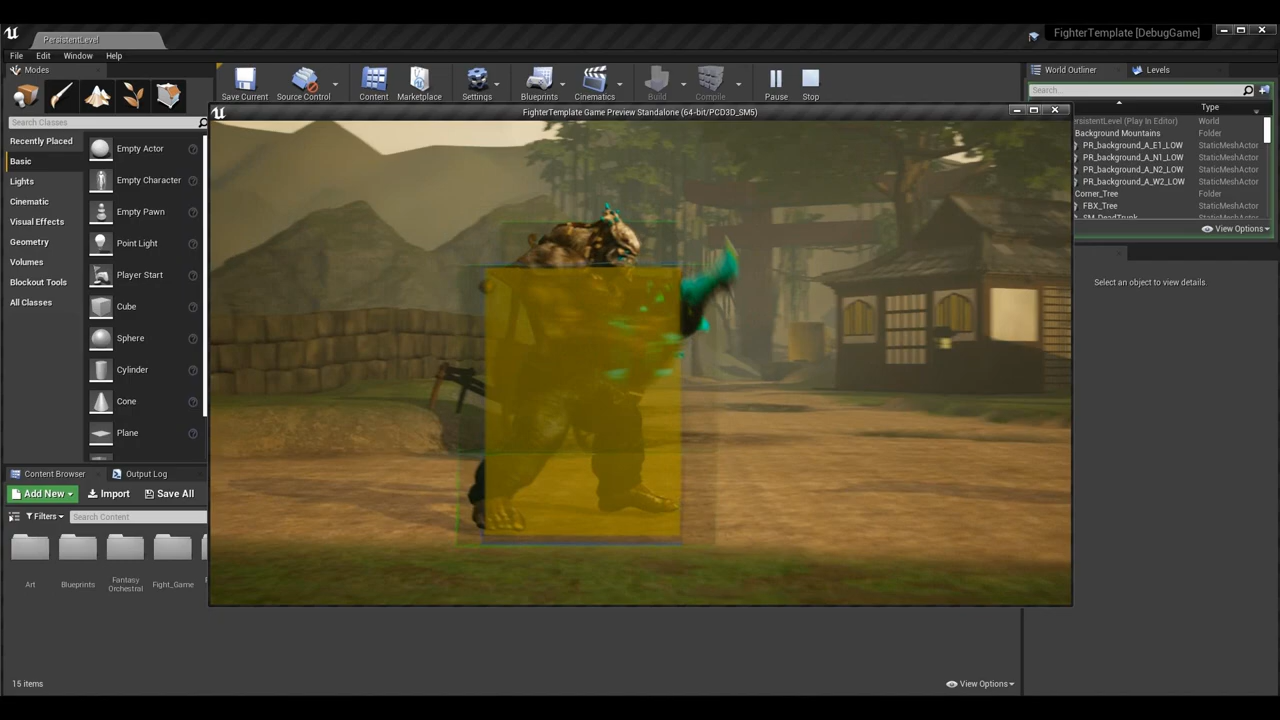 PersistentLevel
FighterTemplate [DebugGame]
File Edit Window Help
Modes
Search Classes
Recently Placed
Basic
Lights
Cinematic
Visual Effects
Geometry
Volumes
Blockout Tools
All Classes
Empty Actor
Empty Character
Empty Pawn
Point Light
Player Start
Cube
Sphere
Cylinder
Cone
Plane
Save Current Source Control Content Marketplace Settings Blueprints Cinematics Build Compile Pause Stop
FighterTemplate Game Preview Standalone (64-bit/PCD3D_SM5)
World Outliner Levels
Search...
Type
ersistentLevel (Play In Editor) World
Background Mountains Folder
PR_background_A_E1_LOW StaticMeshActor
PR_background_A_N1_LOW StaticMeshActor
PR_background_A_N2_LOW StaticMeshActor
PR_background_A_W2_LOW StaticMeshActor
Corner_Tree Folder
FBX_Tree StaticMeshActor
SM_DeadTrunk StaticMeshActor
View Options
Select an object to view details.
Content Browser Output Log
Add New Import Save All
Filters Search Content
Art
Blueprints
Fantasy
Orchestral
Fight_Game
15 items
View Options